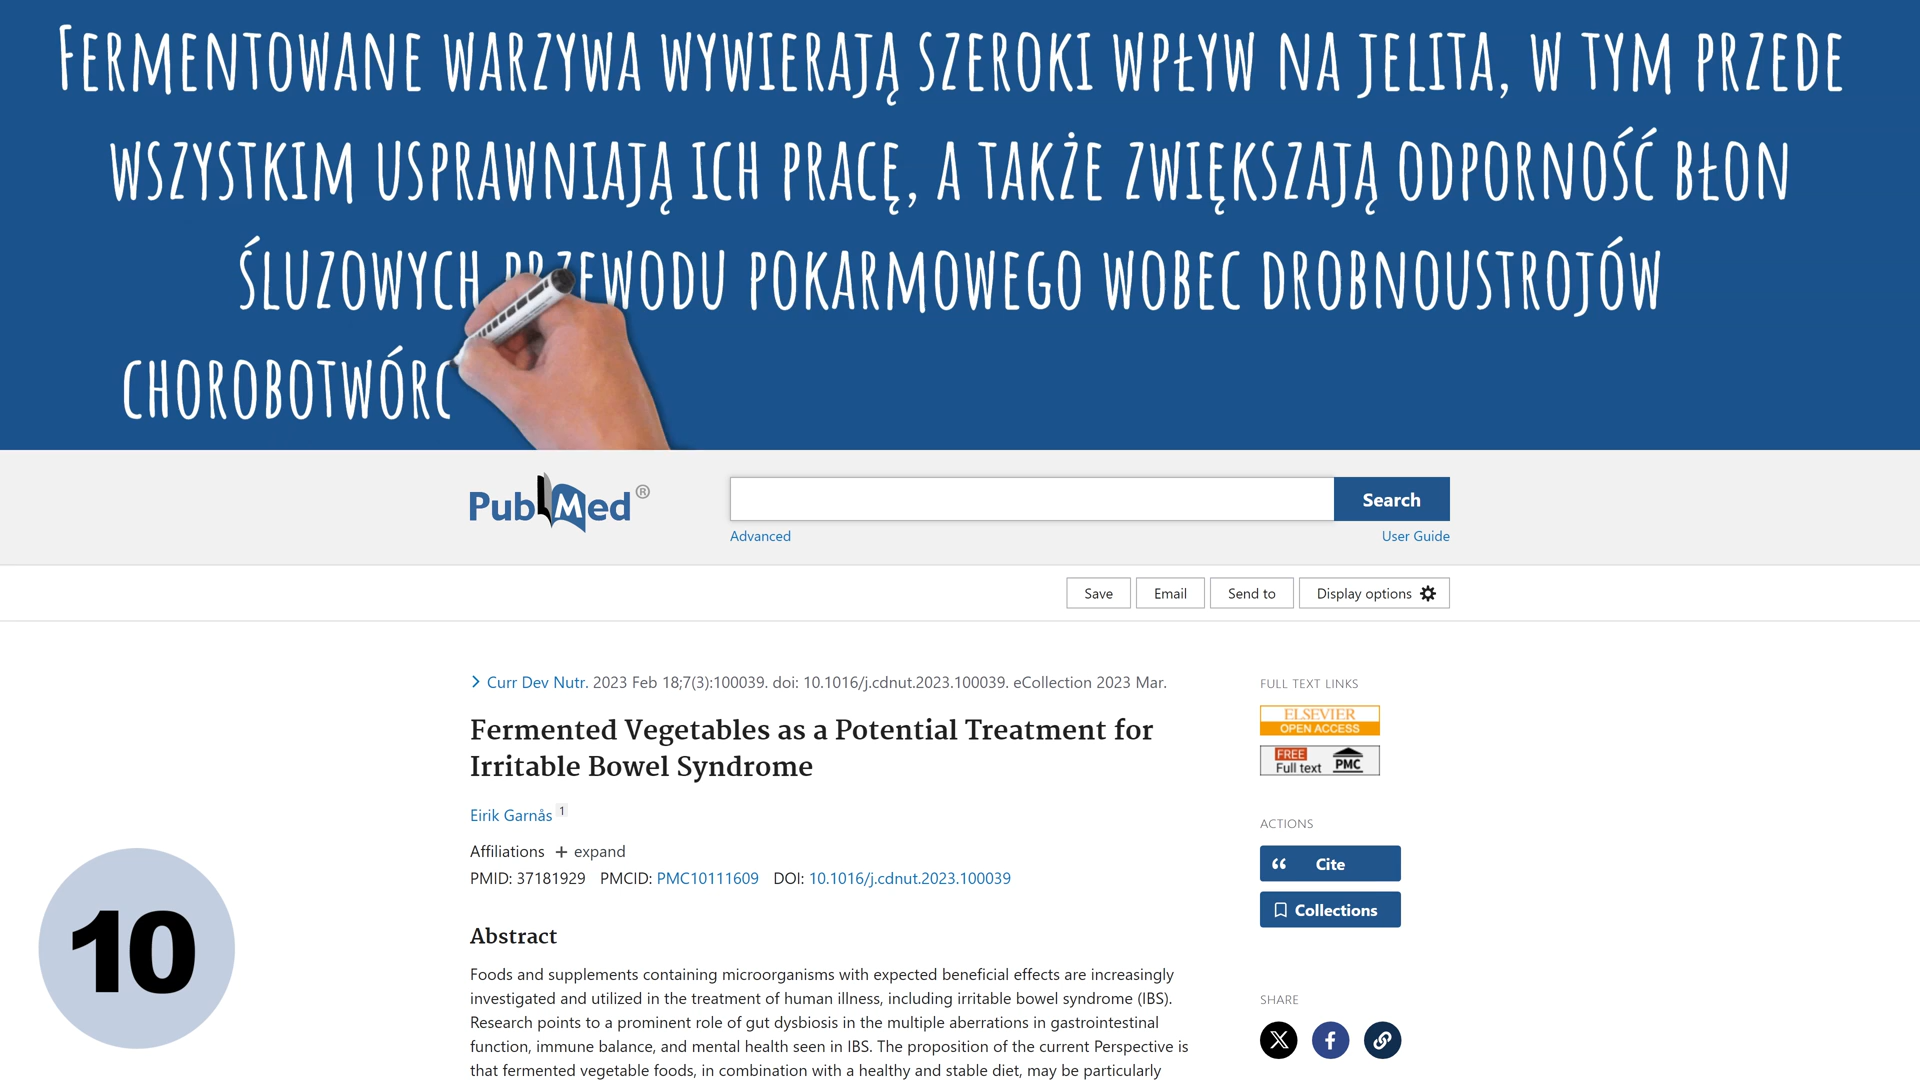 FERMENTOWANE WARZYWA WYWIERAJĄ SZEROKI WPŁYW NA JELITA, W TYM PRZEDE
WSZYSTKIM USPRAWNIAJĄ ICH PRACĘ, A TAKŻE ZWIĘKSZAJĄ ODPORNOŚĆ BŁON
ŚLUZOWYCH PRZEWODU POKARMOWEGO WOBEC DROBNOUSTROJÓW
CHOROBOTWÓRC
PubMed ®
Search
Advanced
User Guide
Save
Email
Send to
Display options
Curr Dev Nutr. 2023 Feb 18;7(3):100039. doi: 10.1016/j.cdnut.2023.100039. eCollection 2023 Mar.
Fermented Vegetables as a Potential Treatment for
Irritable Bowel Syndrome
Eirik Garnås 1
Affiliations + expand
PMID: 37181929 PMCID: PMC10111609 DOI: 10.1016/j.cdnut.2023.100039
Abstract
Foods and supplements containing microorganisms with expected beneficial effects are increasingly
investigated and utilized in the treatment of human illness, including irritable bowel syndrome (IBS).
Research points to a prominent role of gut dysbiosis in the multiple aberrations in gastrointestinal
function, immune balance, and mental health seen in IBS. The proposition of the current Perspective is
that fermented vegetable foods, in combination with a healthy and stable diet, may be particularly
FULL TEXT LINKS
ELSEVIER
OPEN ACCESS
FREE
Full text PMC
ACTIONS
Cite
Collections
SHARE
10